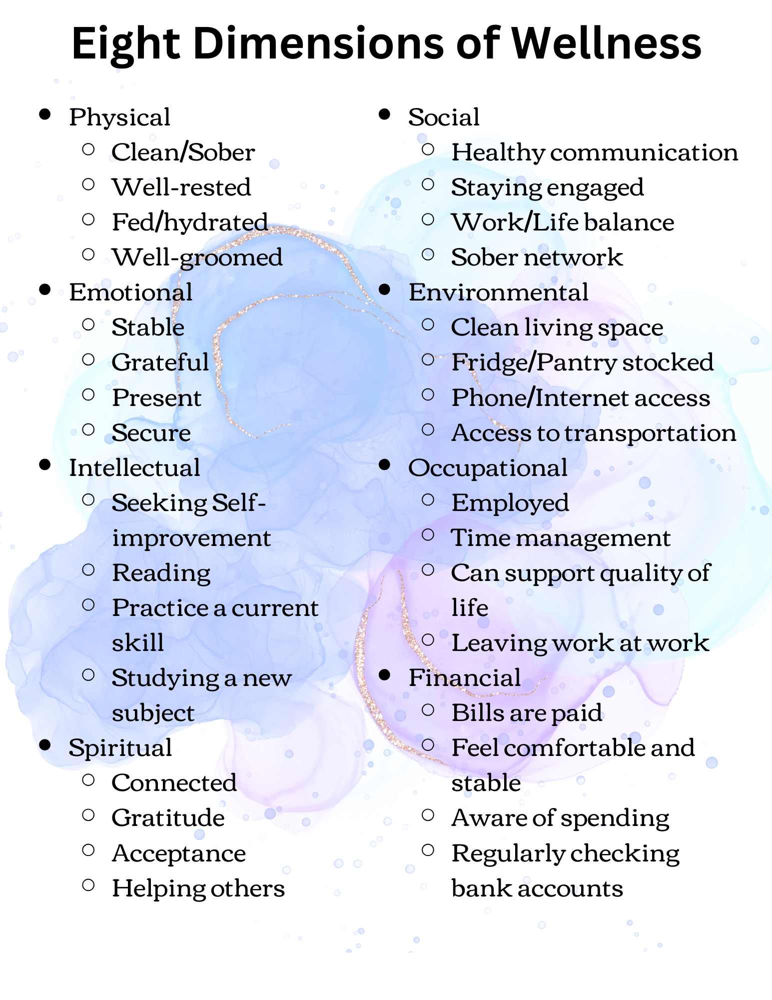 Eight Dimensions of Wellness
Physical
Clean/Sober
Well-rested
Fed/hydrated
Well-groomed
Emotional
Stable
Grateful
Present
Secure
Intellectual
Seeking Self-
improvement
Reading
Practice a current
skill
Studying a new
subject
Spiritual
Connected
Gratitude
Acceptance
Helping others
Social
Healthy communication
Staying engaged
Work/Life balance
Sober network
Environmental
Clean living space
Fridge/Pantry stocked
Phone/Internet access
Access to transportation
Occupational
Employed
Time management
Can support quality of
life
Leaving work at work
Financial
Bills are paid
Feel comfortable and
stable
Aware of spending
Regularly checking
bank accounts